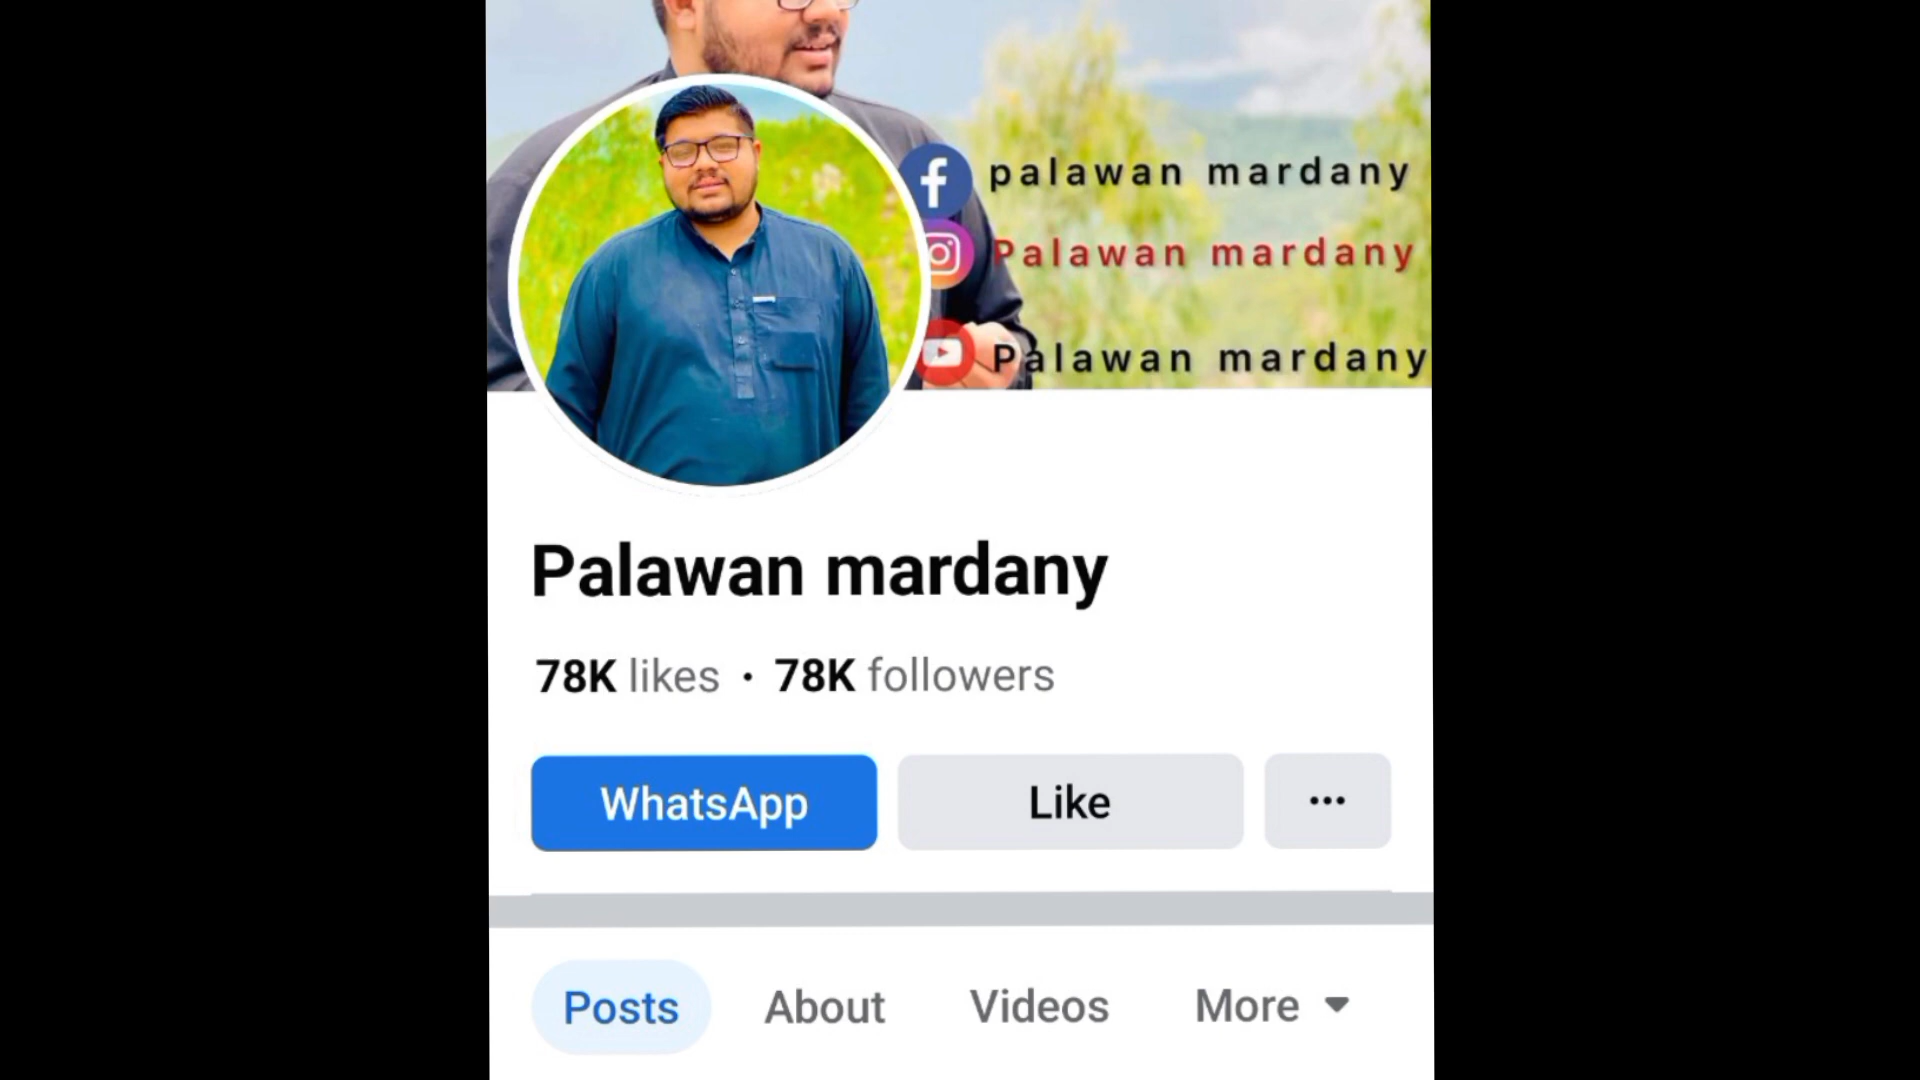 palawan mardany
Palawan mardany
Palawan mardany
Palawan mardany
78K likes · 78K followers
WhatsApp
Like
...
Posts
About
Videos
More